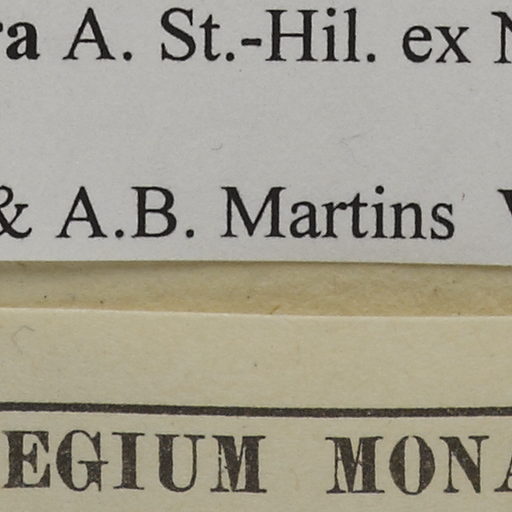 ra A. St.-Hil. ex N
& A.B. Martins V
EGIUM MONA